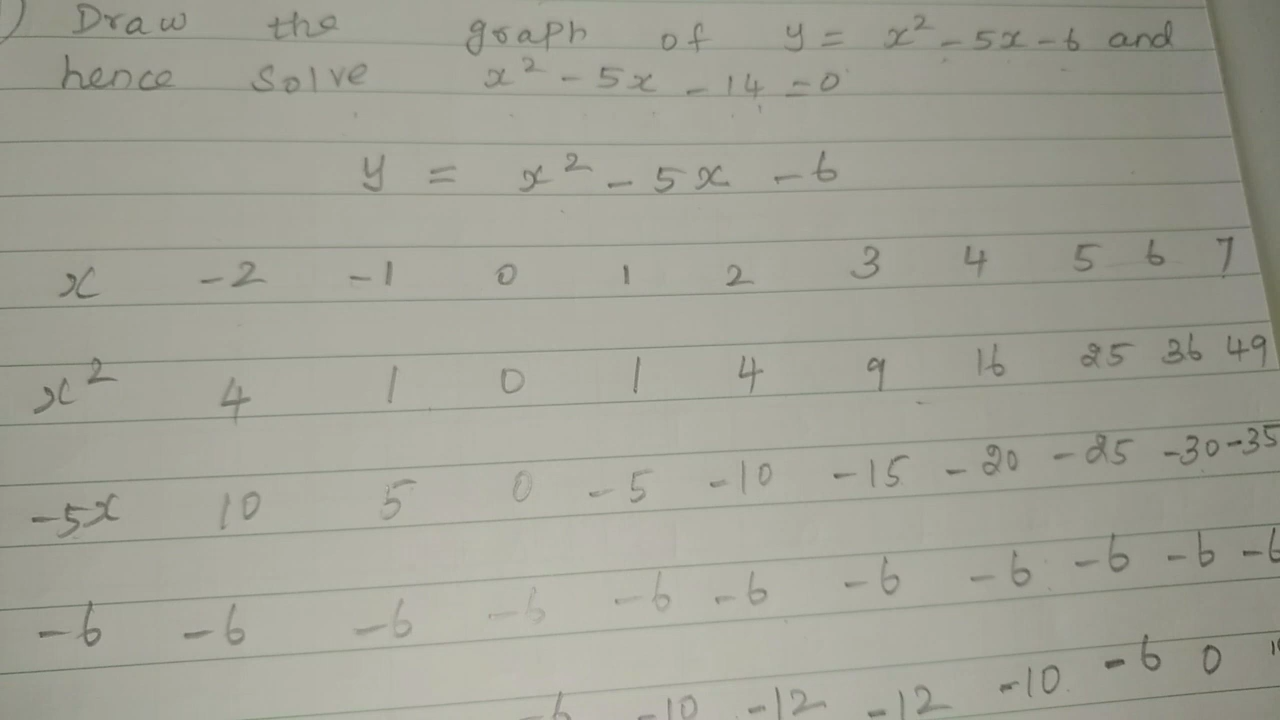 ) Draw the graph of y = x² - 5x - 6 and
hence solve x² - 5x - 14 = 0
y = x² - 5x - 6
x -2 -1 0 1 2 3 4 5 6 7
x² 4 1 0 1 4 9 16 25 36 49
-5x 10 5 0 -5 -10 -15 -20 -25 -30 -35
-6 -6 -6 -6 -6 -6 -6 -6 -6 -6 -6
-6 -10 -12 -12 -10 -6 0